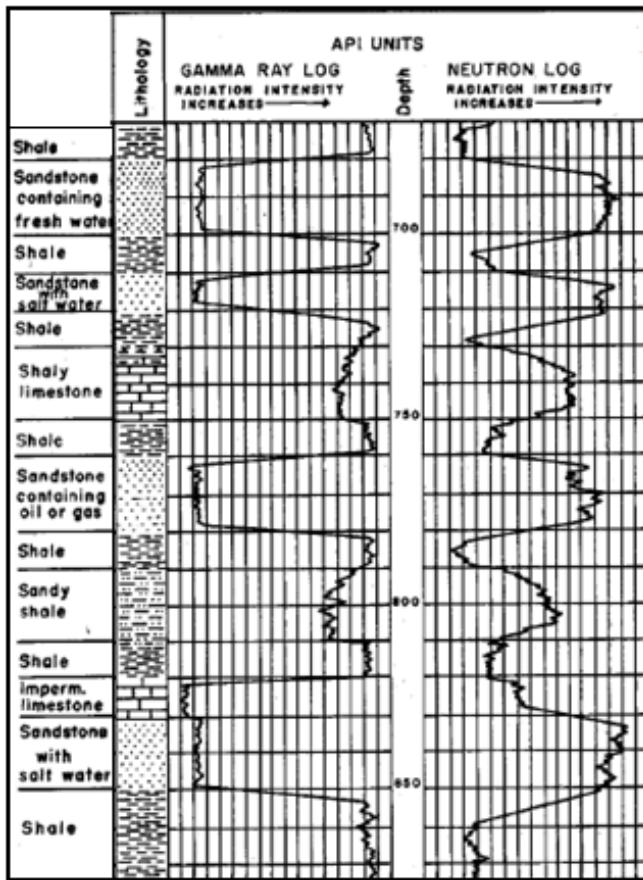 API UNITS
GAMMA RAY LOG
RADIATION INTENSITY
INCREASES
NEUTRON LOG
RADIATION INTENSITY
INCREASES
Lithology
Depth
Shale
Sandstone
containing
fresh water
700
Shale
Sandstone
with
salt water
Shale
Shaly
limestone
750
Shale
Sandstone
containing
oil or gas
Shale
Sandy
shale
800
Shale
Imperm.
limestone
Sandstone
with
salt water
850
Shale